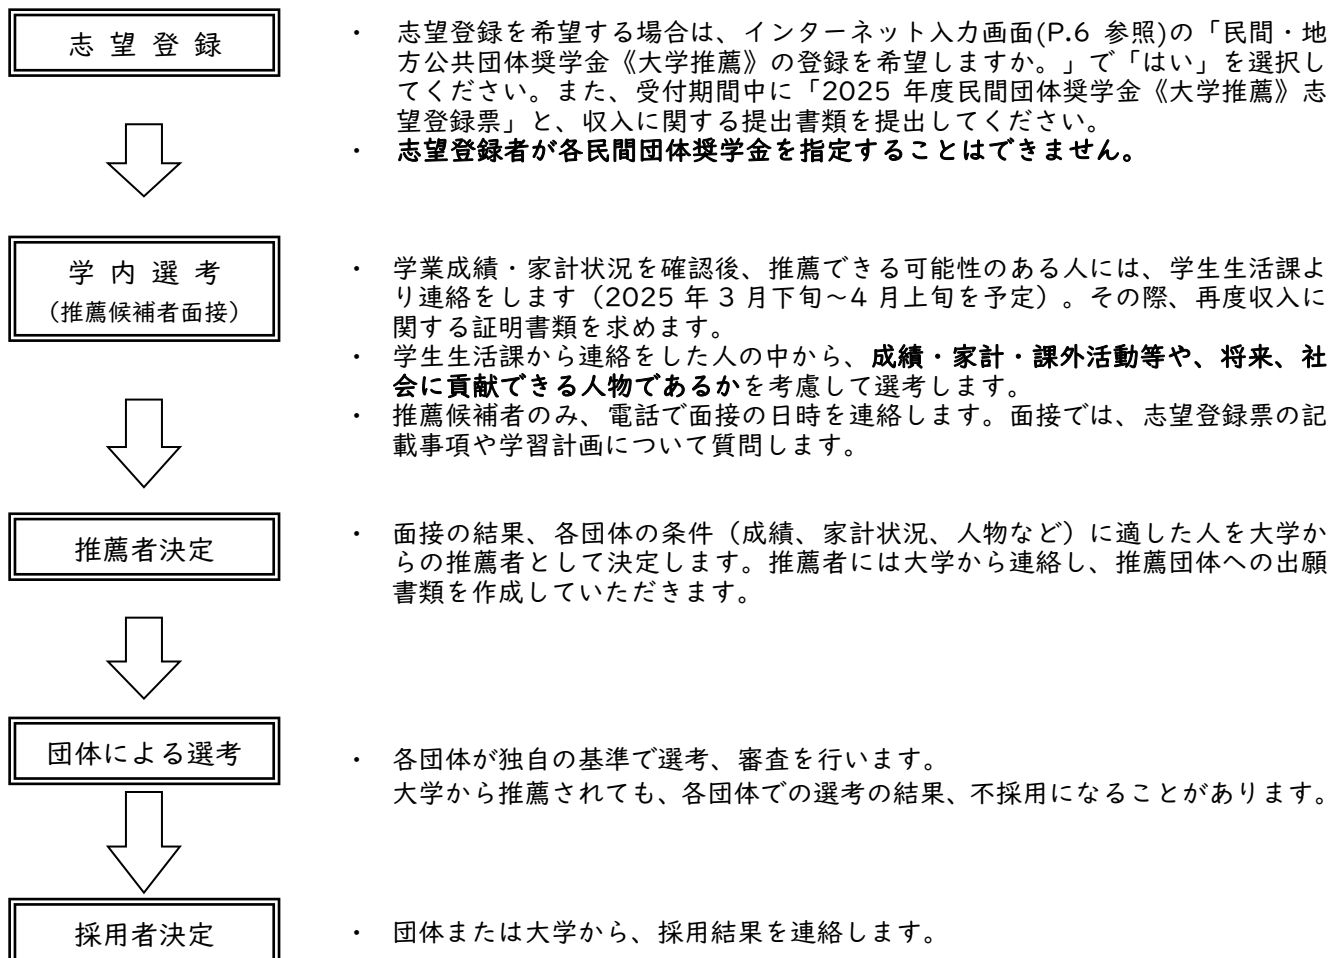 志望登録
・ 志望登録を希望する場合は、インターネット入力画面(P.6 参照)の「民間・地
方公共団体奨学金《大学推薦》の登録を希望しますか。」で「はい」を選択し
てください。また、受付期間中に「2025 年度民間団体奨学金《大学推薦》志
望登録票」と、収入に関する提出書類を提出してください。
・ 志望登録者が各民間団体奨学金を指定することはできません。
学内選考
(推薦候補者面接)
・ 学業成績・家計状況を確認後、推薦できる可能性のある人には、学生生活課よ
り連絡をします（2025 年 3 月下旬～4 月上旬を予定）。その際、再度収入に
関する証明書類を求めます。
・ 学生生活課から連絡をした人の中から、成績・家計・課外活動等や、将来、社
会に貢献できる人物であるかを考慮して選考します。
・ 推薦候補者のみ、電話で面接の日時を連絡します。面接では、志望登録票の記
載事項や学習計画について質問します。
推薦者決定
・ 面接の結果、各団体の条件（成績、家計状況、人物など）に適した人を大学か
らの推薦者として決定します。推薦者には大学から連絡し、推薦団体への出願
書類を作成していただきます。
団体による選考
・ 各団体が独自の基準で選考、審査を行います。
大学から推薦されても、各団体での選考の結果、不採用になることがあります。
採用者決定
・ 団体または大学から、採用結果を連絡します。